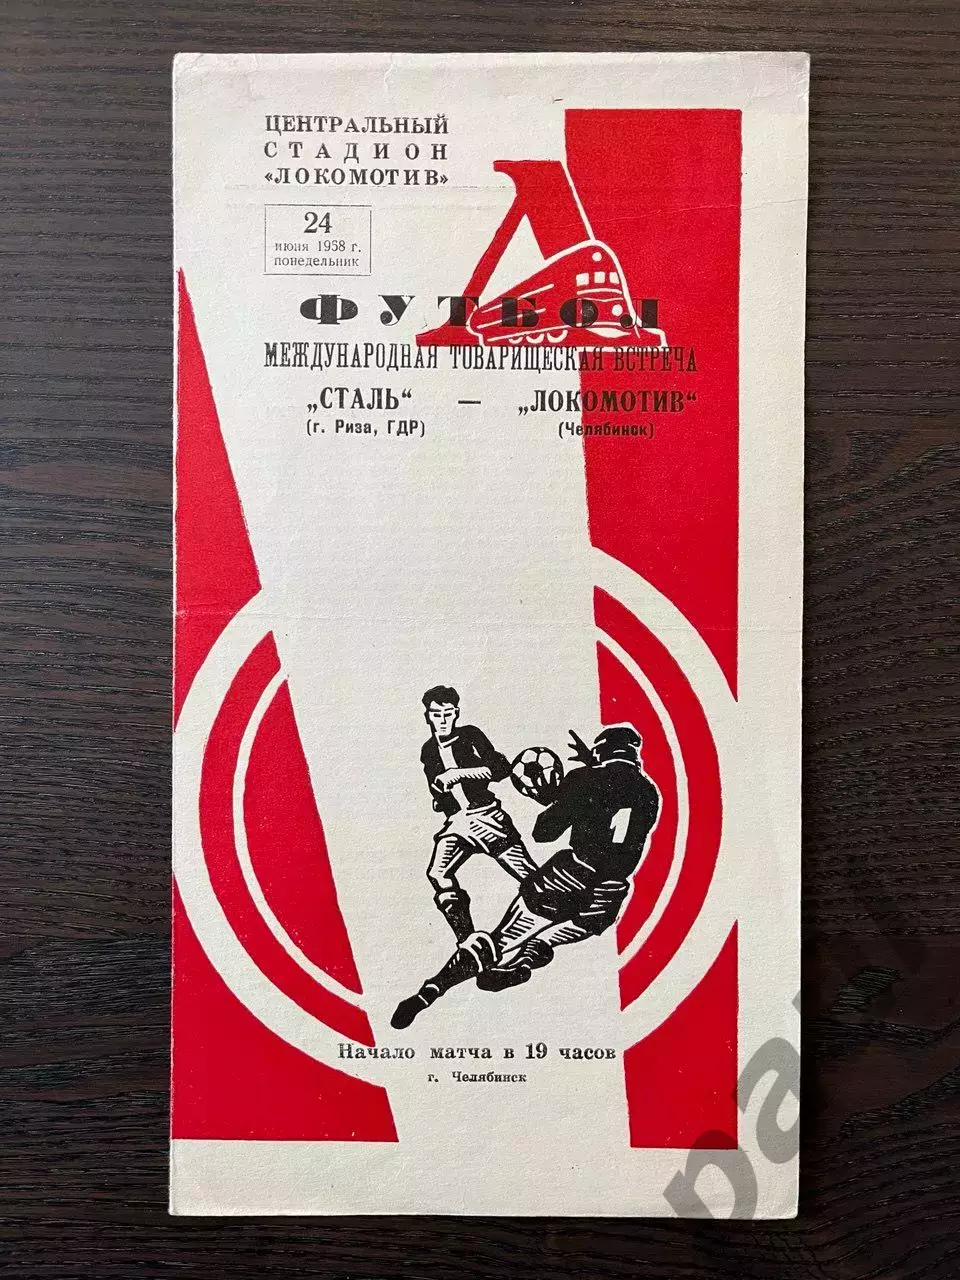 ЦЕНТРАЛЬНЫЙ
СТАДИОН
«ЛОКОМОТИВ»
24
июня 1958 г.
понедельник
Л
ФУТБОЛ
МЕЖДУНАРОДНАЯ ТОВАРИЩЕСКАЯ ВСТРЕЧА
„СТАЛЬ“ — „ЛОКОМОТИВ“
(г. Риза, ГДР) (Челябинск)
1
Начало матча в 19 часов
г. Челябинск